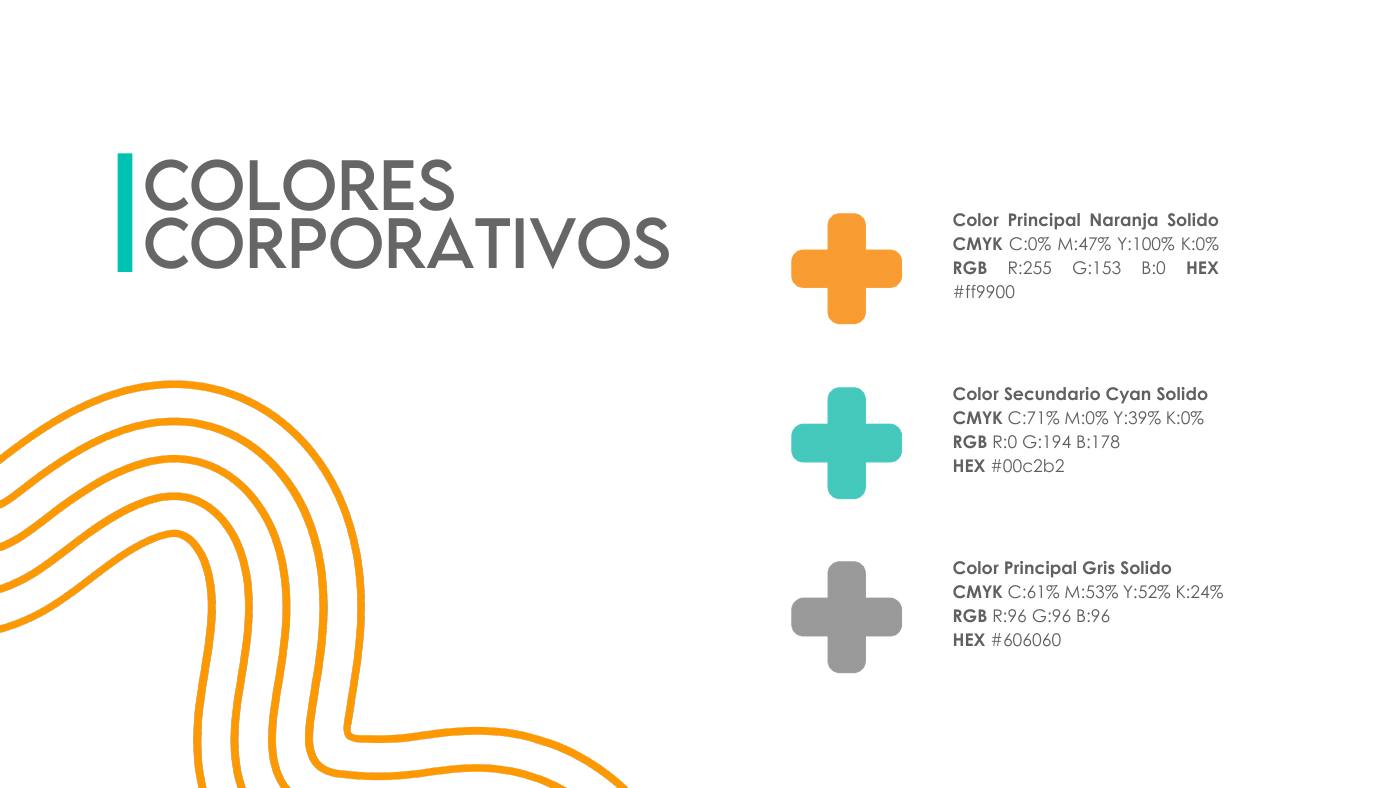 COLORES
CORPORATIVOS
Color Principal Naranja Solido
CMYK C:0% M:47% Y:100% K:0%
RGB R:255 G:153 B:0 HEX
#ff9900
Color Secundario Cyan Solido
CMYK C:71% M:0% Y:39% K:0%
RGB R:0 G:194 B:178
HEX #00c2b2
Color Principal Gris Solido
CMYK C:61% M:53% Y:52% K:24%
RGB R:96 G:96 B:96
HEX #606060